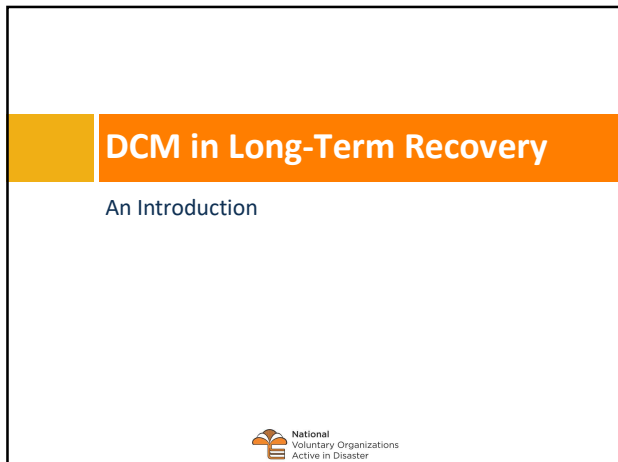 DCM in Long-Term Recovery
An Introduction
National
Voluntary Organizations
Active in Disaster